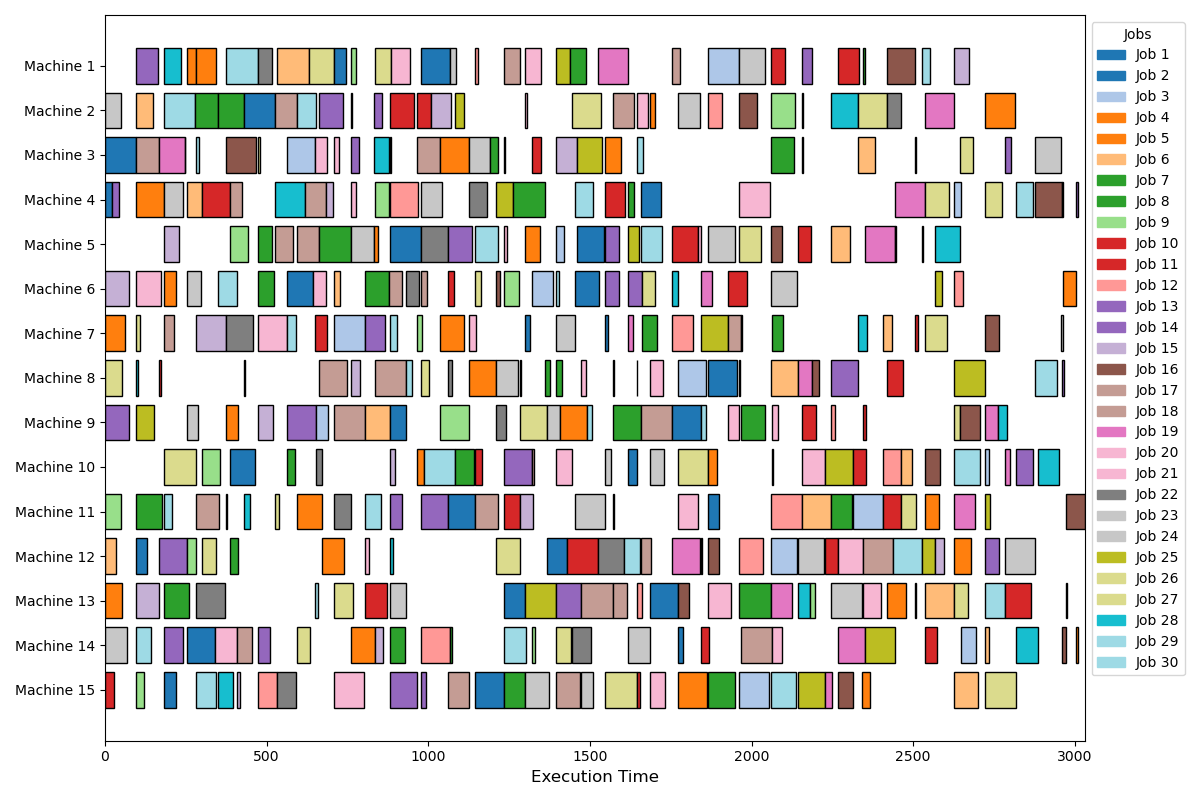 Machine 1
Machine 2
Machine 3
Machine 4
Machine 5
Machine 6
Machine 7
Machine 8
Machine 9
Machine 10
Machine 11
Machine 12
Machine 13
Machine 14
Machine 15
0 500 1000 1500 2000 2500 3000
Execution Time
Jobs
Job 1
Job 2
Job 3
Job 4
Job 5
Job 6
Job 7
Job 8
Job 9
Job 10
Job 11
Job 12
Job 13
Job 14
Job 15
Job 16
Job 17
Job 18
Job 19
Job 20
Job 21
Job 22
Job 23
Job 24
Job 25
Job 26
Job 27
Job 28
Job 29
Job 30